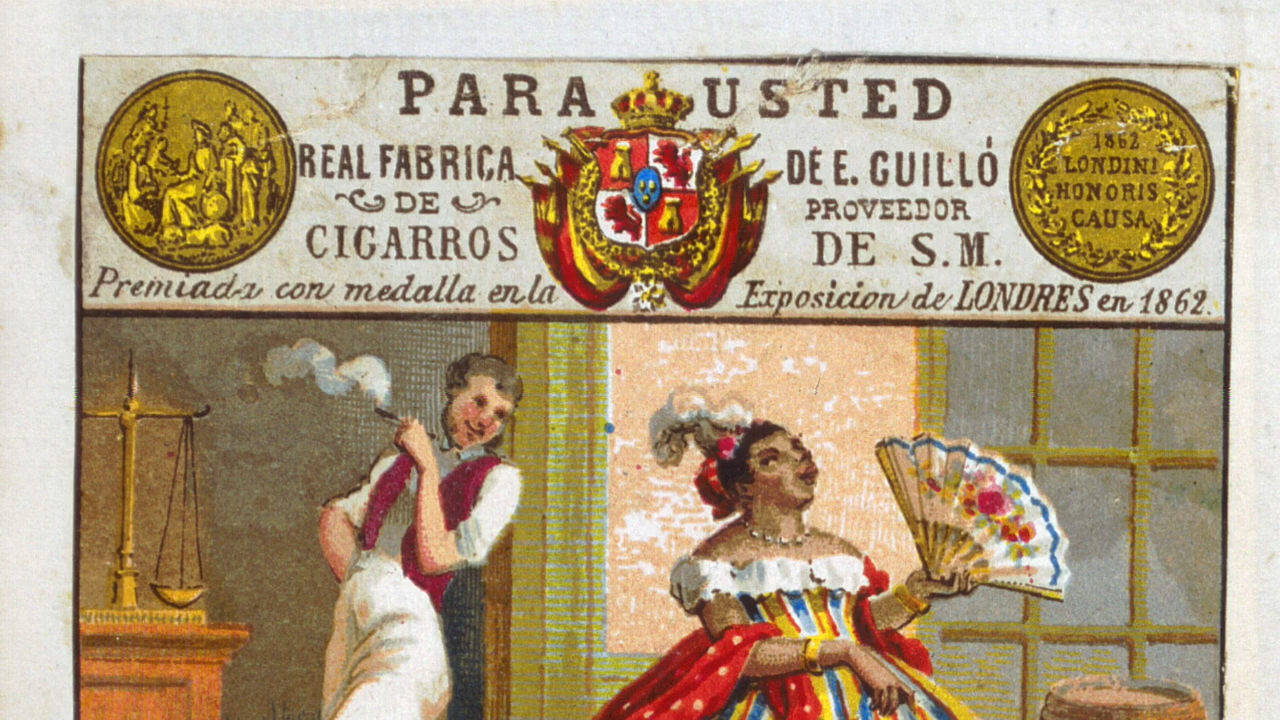 PARA USTED
REAL FABRICA DE E. GUILLÓ
DE PROVEEDOR
CIGARROS DE S.M.
Premiada con medalla en la Exposicion de LONDRES en 1862.
1862
LONDINI
HONORIS
CAUSA